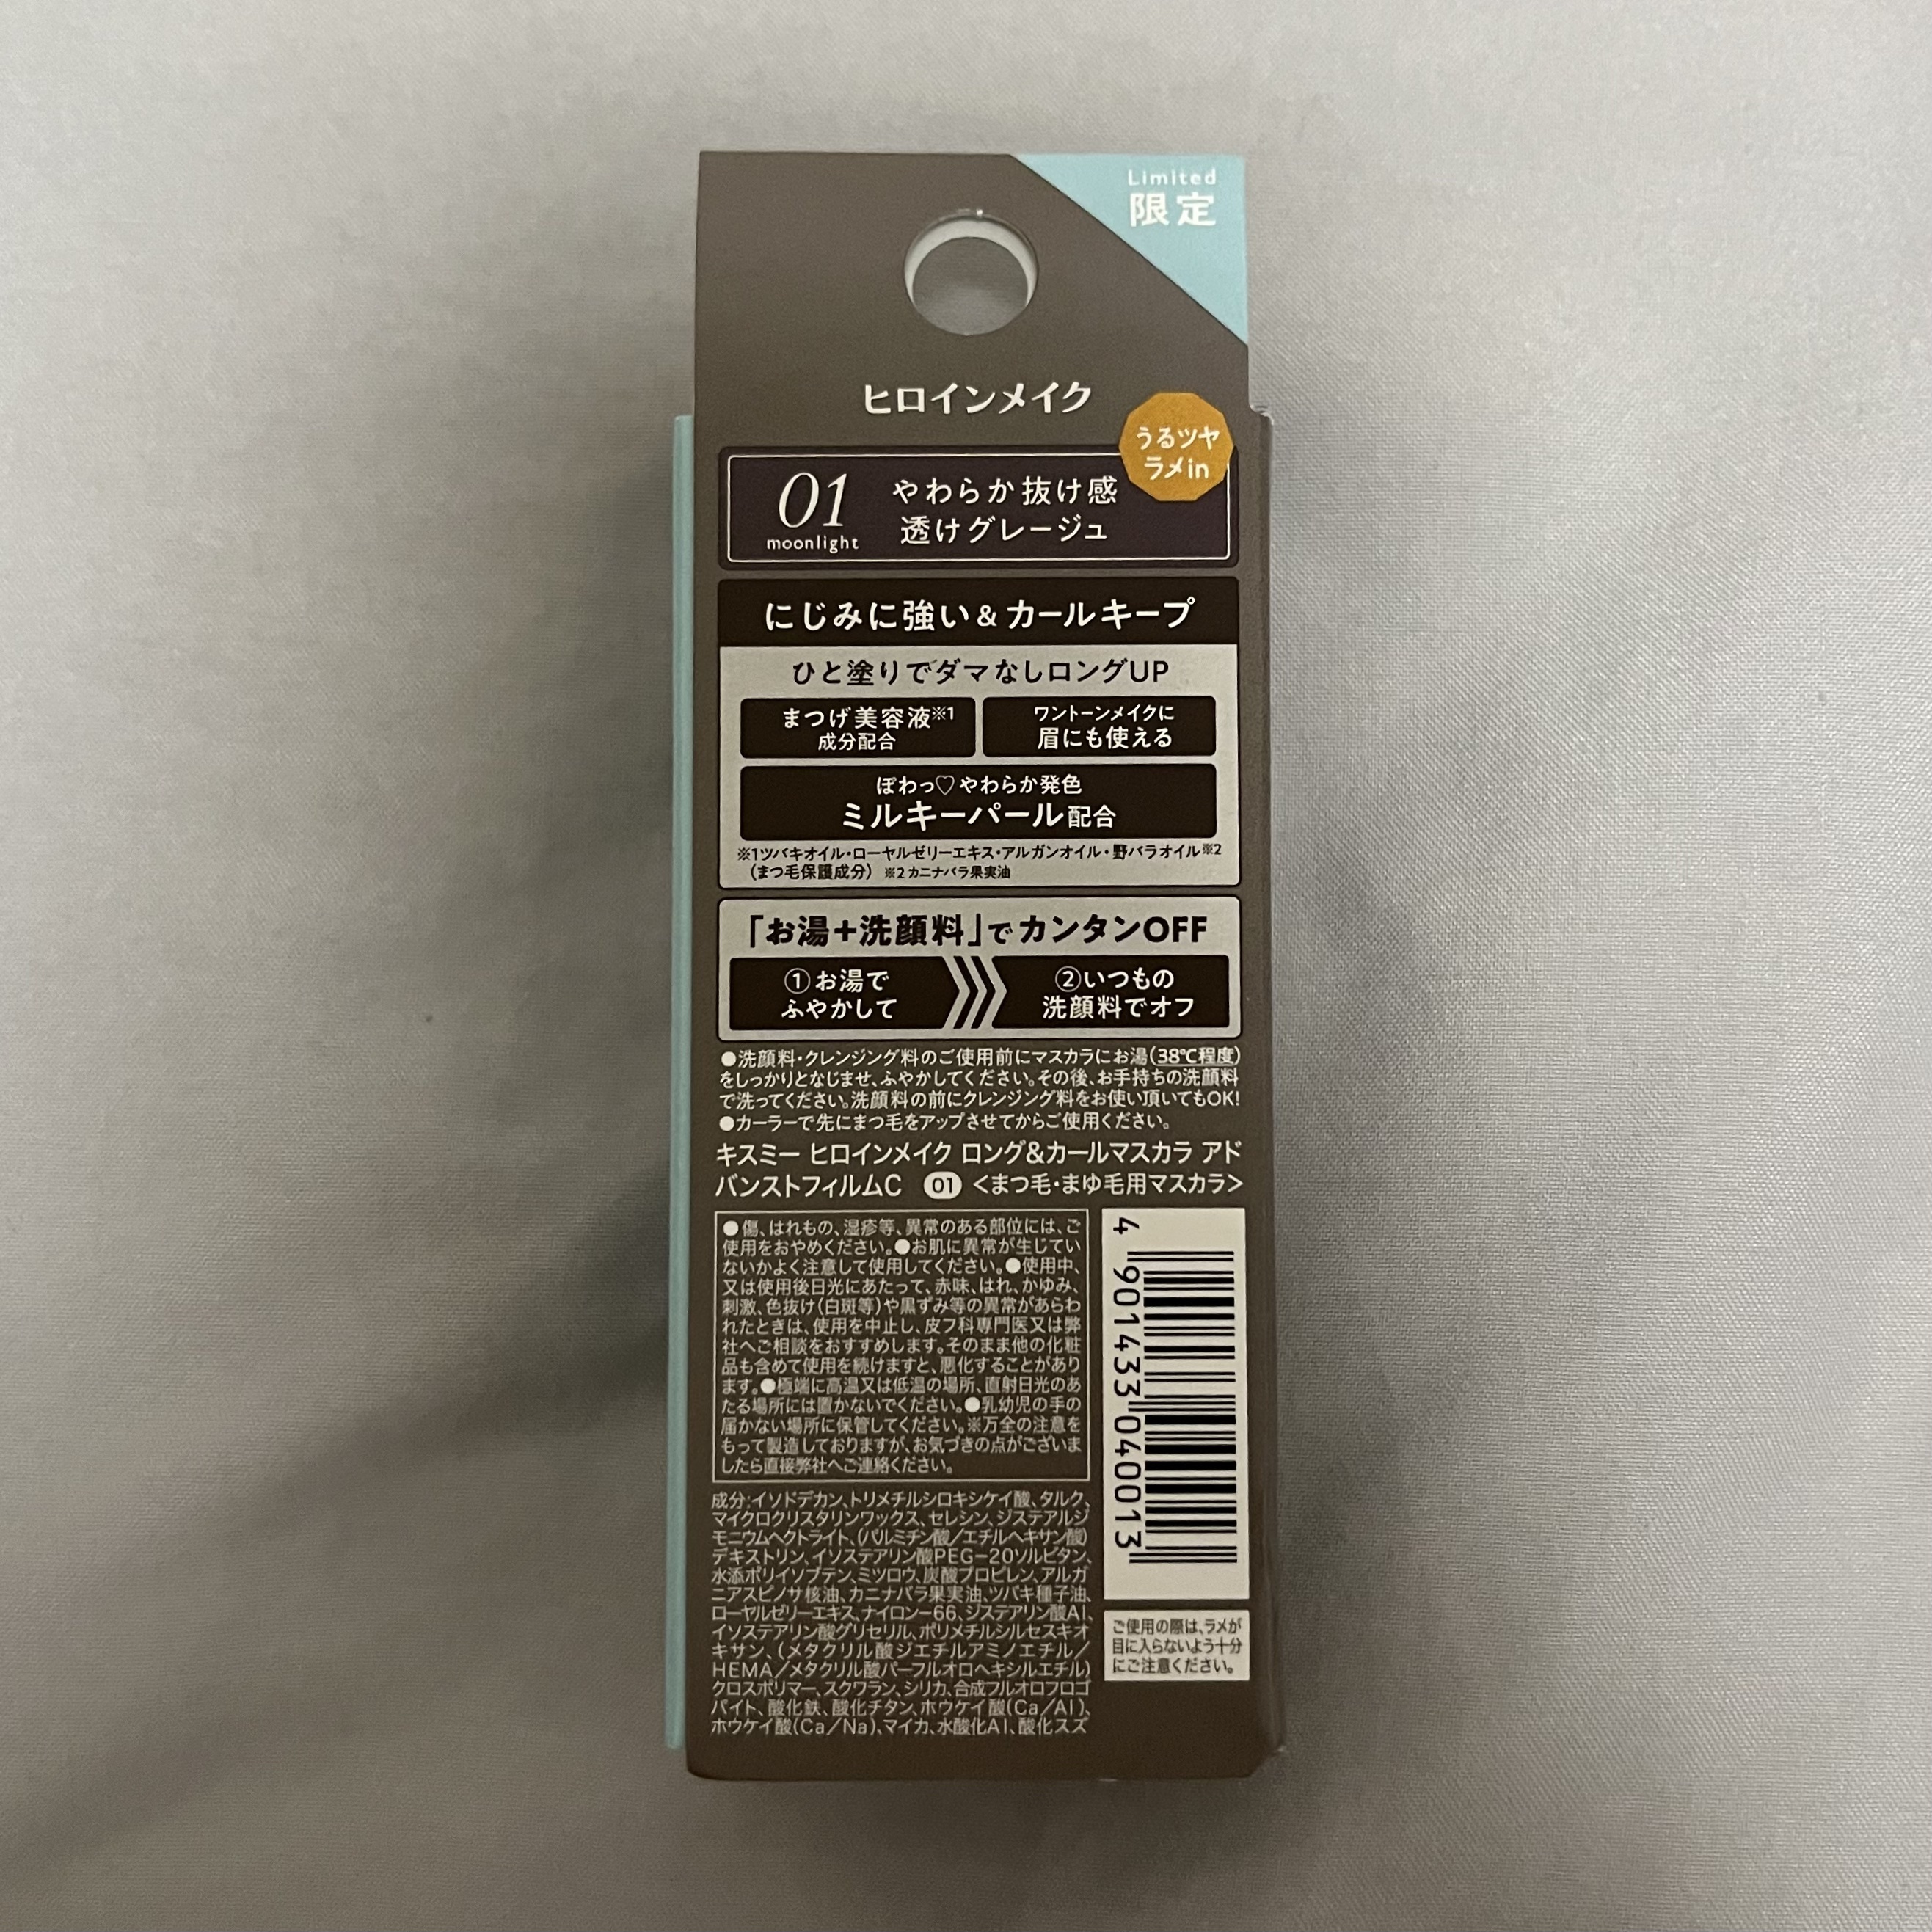 Limited
限定
ヒロインメイク
うるツヤ
ラメin
01
moonlight
やわらか抜け感
透けグレージュ
にじみに強い&カールキープ
ひと塗りでダマなしロングUP
まつげ美容液※1
成分配合
ワントーンメイクに
眉にも使える
ぽわっ♡やわらか発色
ミルキーパール配合
※1ツバキオイル・ローヤルゼリーエキス・アルガンオイル・野バラオイル※2
(まつ毛保護成分) ※2カニナバラ果実油
「お湯+洗顔料」でカンタンOFF
①お湯で
ふやかして
②いつもの
洗顔料でオフ
●洗顔料・クレンジング料のご使用前にマスカラにお湯(38℃程度)
をしっかりとなじませ、ふやかしてください。その後、お手持ちの洗顔料
で洗ってください。洗顔料の前にクレンジング料をお使い頂いてもOK!
●カーラーで先にまつ毛をアップさせてからご使用ください。
キスミー ヒロインメイク ロング&カールマスカラ アド
バンストフィルムC 01 <まつ毛・まゆ毛用マスカラ>
●傷、はれもの、湿疹等、異常のある部位には、ご
使用をおやめください。●お肌に異常が生じてい
ないかよく注意して使用してください。●使用中、
又は使用後日光にあたって、赤味、はれ、かゆみ、
刺激、色抜け(白斑等)や黒ずみ等の異常があらわ
れたときは、使用を中止し、皮フ科専門医又は弊
社へご相談をおすすめします。そのまま他の化粧
品も含めて使用を続けますと、悪化することがあり
ます。●極端に高温又は低温の場所、直射日光のあ
たる場所には置かないでください。●乳幼児の手の
届かない場所に保管してください。※万全の注意を
もって製造しておりますが、お気づきの点がございま
したら直接弊社へご連絡ください。
4 901433 040013
成分:イソドデカン、トリメチルシロキシケイ酸、タルク、
マイクロクリスタリンワックス、セレシン、ジステアルジ
モニウムヘクトライト、(パルミチン酸/エチルヘキサン酸)
デキストリン、イソステアリン酸PEG-20ソルビタン、
水添ポリイソブテン、ミツロウ、炭酸プロピレン、アルガ
ニアスピノサ核油、カニナバラ果実油、ツバキ種子油、
ローヤルゼリーエキス、ナイロン-66、ジステアリン酸Al、
イソステアリン酸グリセリル、ポリメチルシルセスキオ
キサン、(メタクリル酸ジエチルアミノエチル/
HEMA/メタクリル酸パーフルオロヘキシルエチル)
クロスポリマー、スクワラン、シリカ、合成フルオロフロゴ
パイト、酸化鉄、酸化チタン、ホウケイ酸(Ca/Al)、
ホウケイ酸(Ca/Na)、マイカ、水酸化Al、酸化スズ
ご使用の際は、ラメが
目に入らないよう十分
にご注意ください。